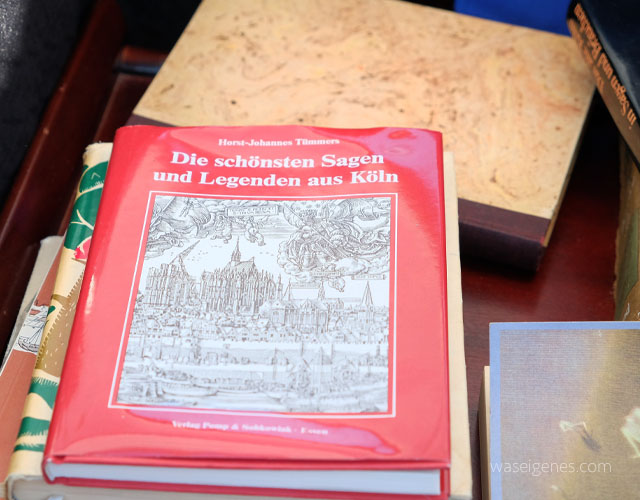 Horst-Johannes Tümmers
Die schönsten Sagen
und Legenden aus Köln
Verlag Pomp & Sobkowiak · Essen
waseigenes.com